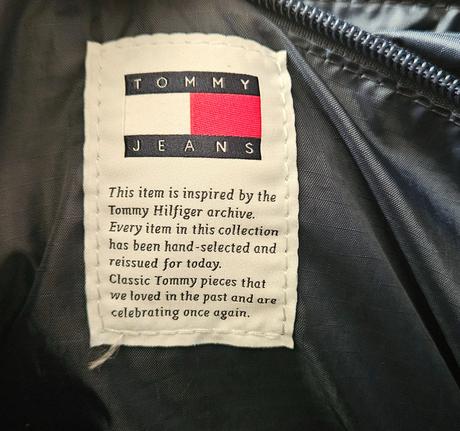 TOMMY
JEANS
This item is inspired by the
Tommy Hilfiger archive.
Every item in this collection
has been hand-selected and
reissued for today.
Classic Tommy pieces that
we loved in the past and are
celebrating once again.